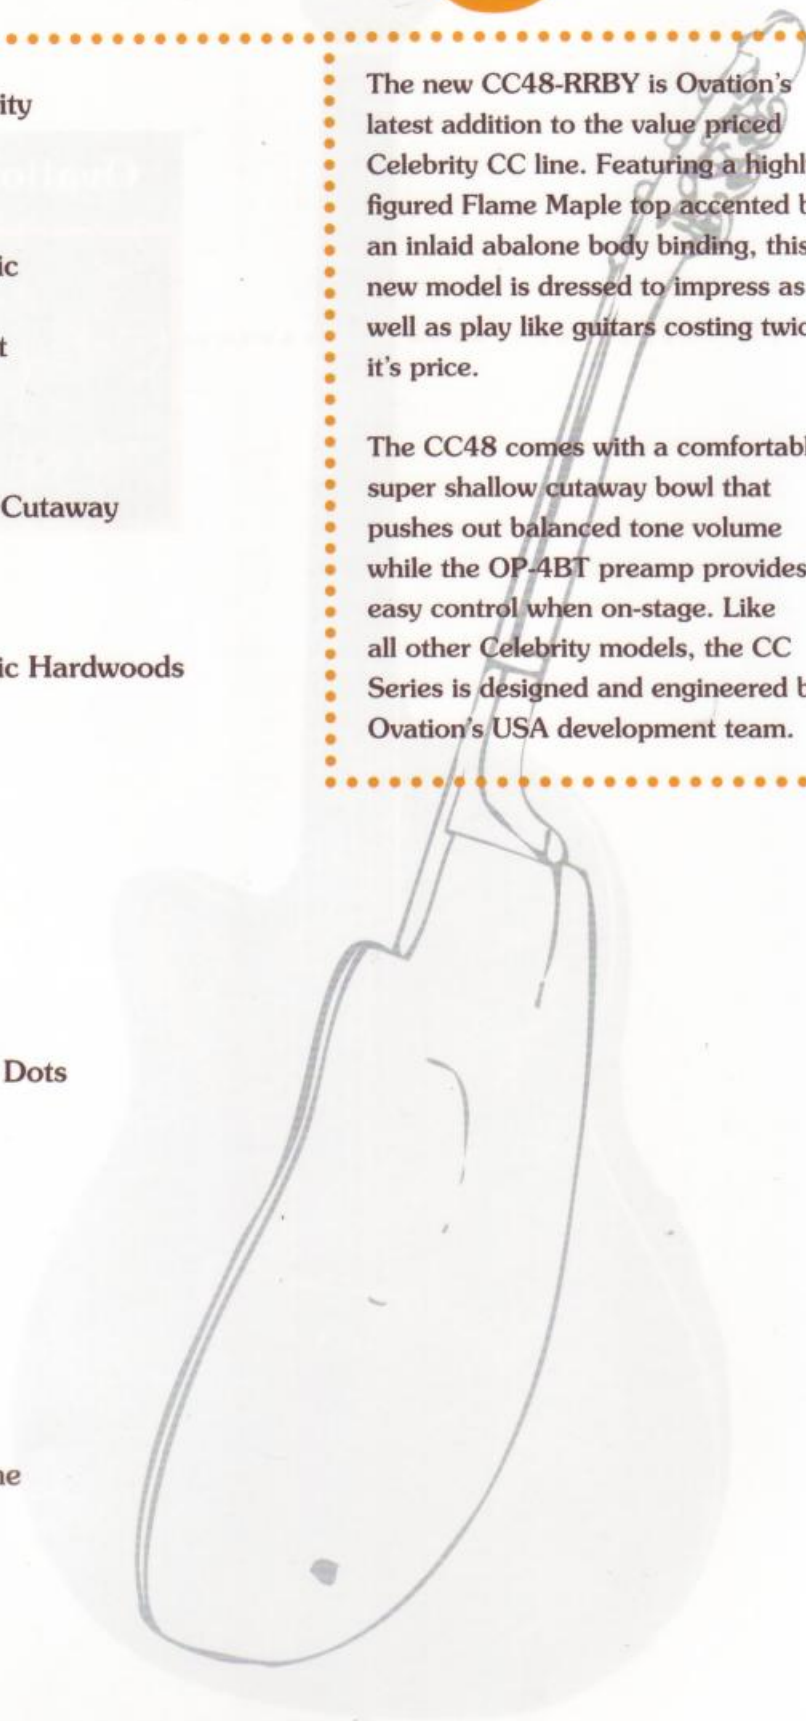 ity
ic
t
Cutaway
ic Hardwoods
Dots
ne
The new CC48-RRBY is Ovation's
latest addition to the value priced
Celebrity CC line. Featuring a highl
figured Flame Maple top accented b
an inlaid abalone body binding, this
new model is dressed to impress as
well as play like guitars costing twic
it's price.
The CC48 comes with a comfortabl
super shallow cutaway bowl that
pushes out balanced tone volume
while the OP-4BT preamp provides
easy control when on-stage. Like
all other Celebrity models, the CC
Series is designed and engineered b
Ovation's USA development team.